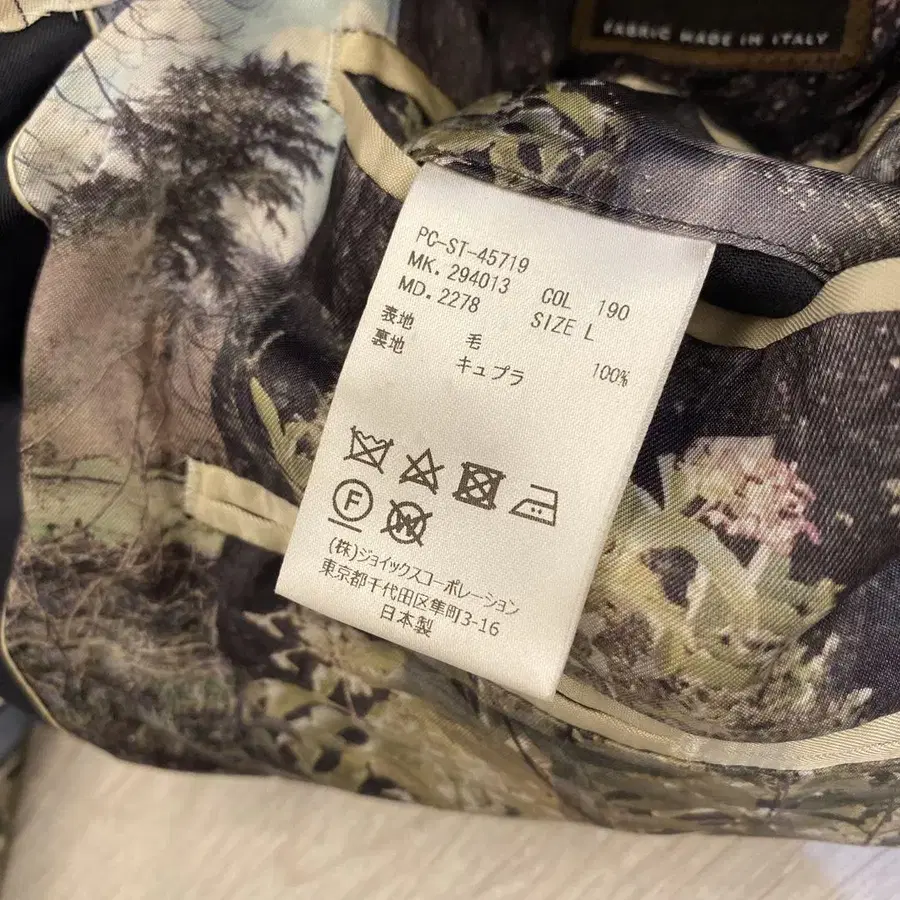 FABRIC MADE IN ITALY
PC-ST-45719
MK. 294013 COL 190
MD. 2278 SIZE L
表地 毛 100%
裏地 キュプラ
F
W
(株)ジョイックスコーポレーション
東京都千代田区隼町3-16
日本製